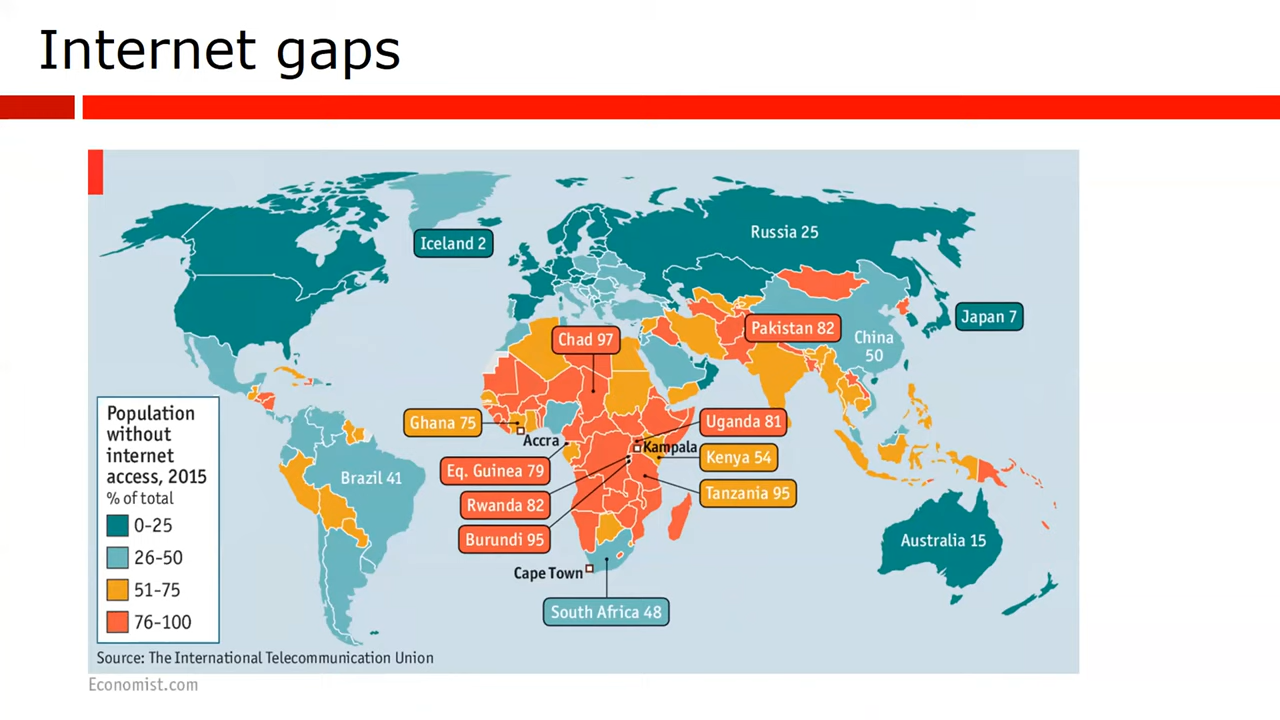 Internet gaps
Iceland 2
Russia 25
Japan 7
Chad 97
Pakistan 82
China
50
Ghana 75
Accra
Uganda 81
Kampala
Kenya 54
Eq. Guinea 79
Tanzania 95
Rwanda 82
Burundi 95
Brazil 41
Australia 15
Cape Town
South Africa 48
Population
without
internet
access, 2015
% of total
0-25
26-50
51-75
76-100
Source: The International Telecommunication Union
Economist.com